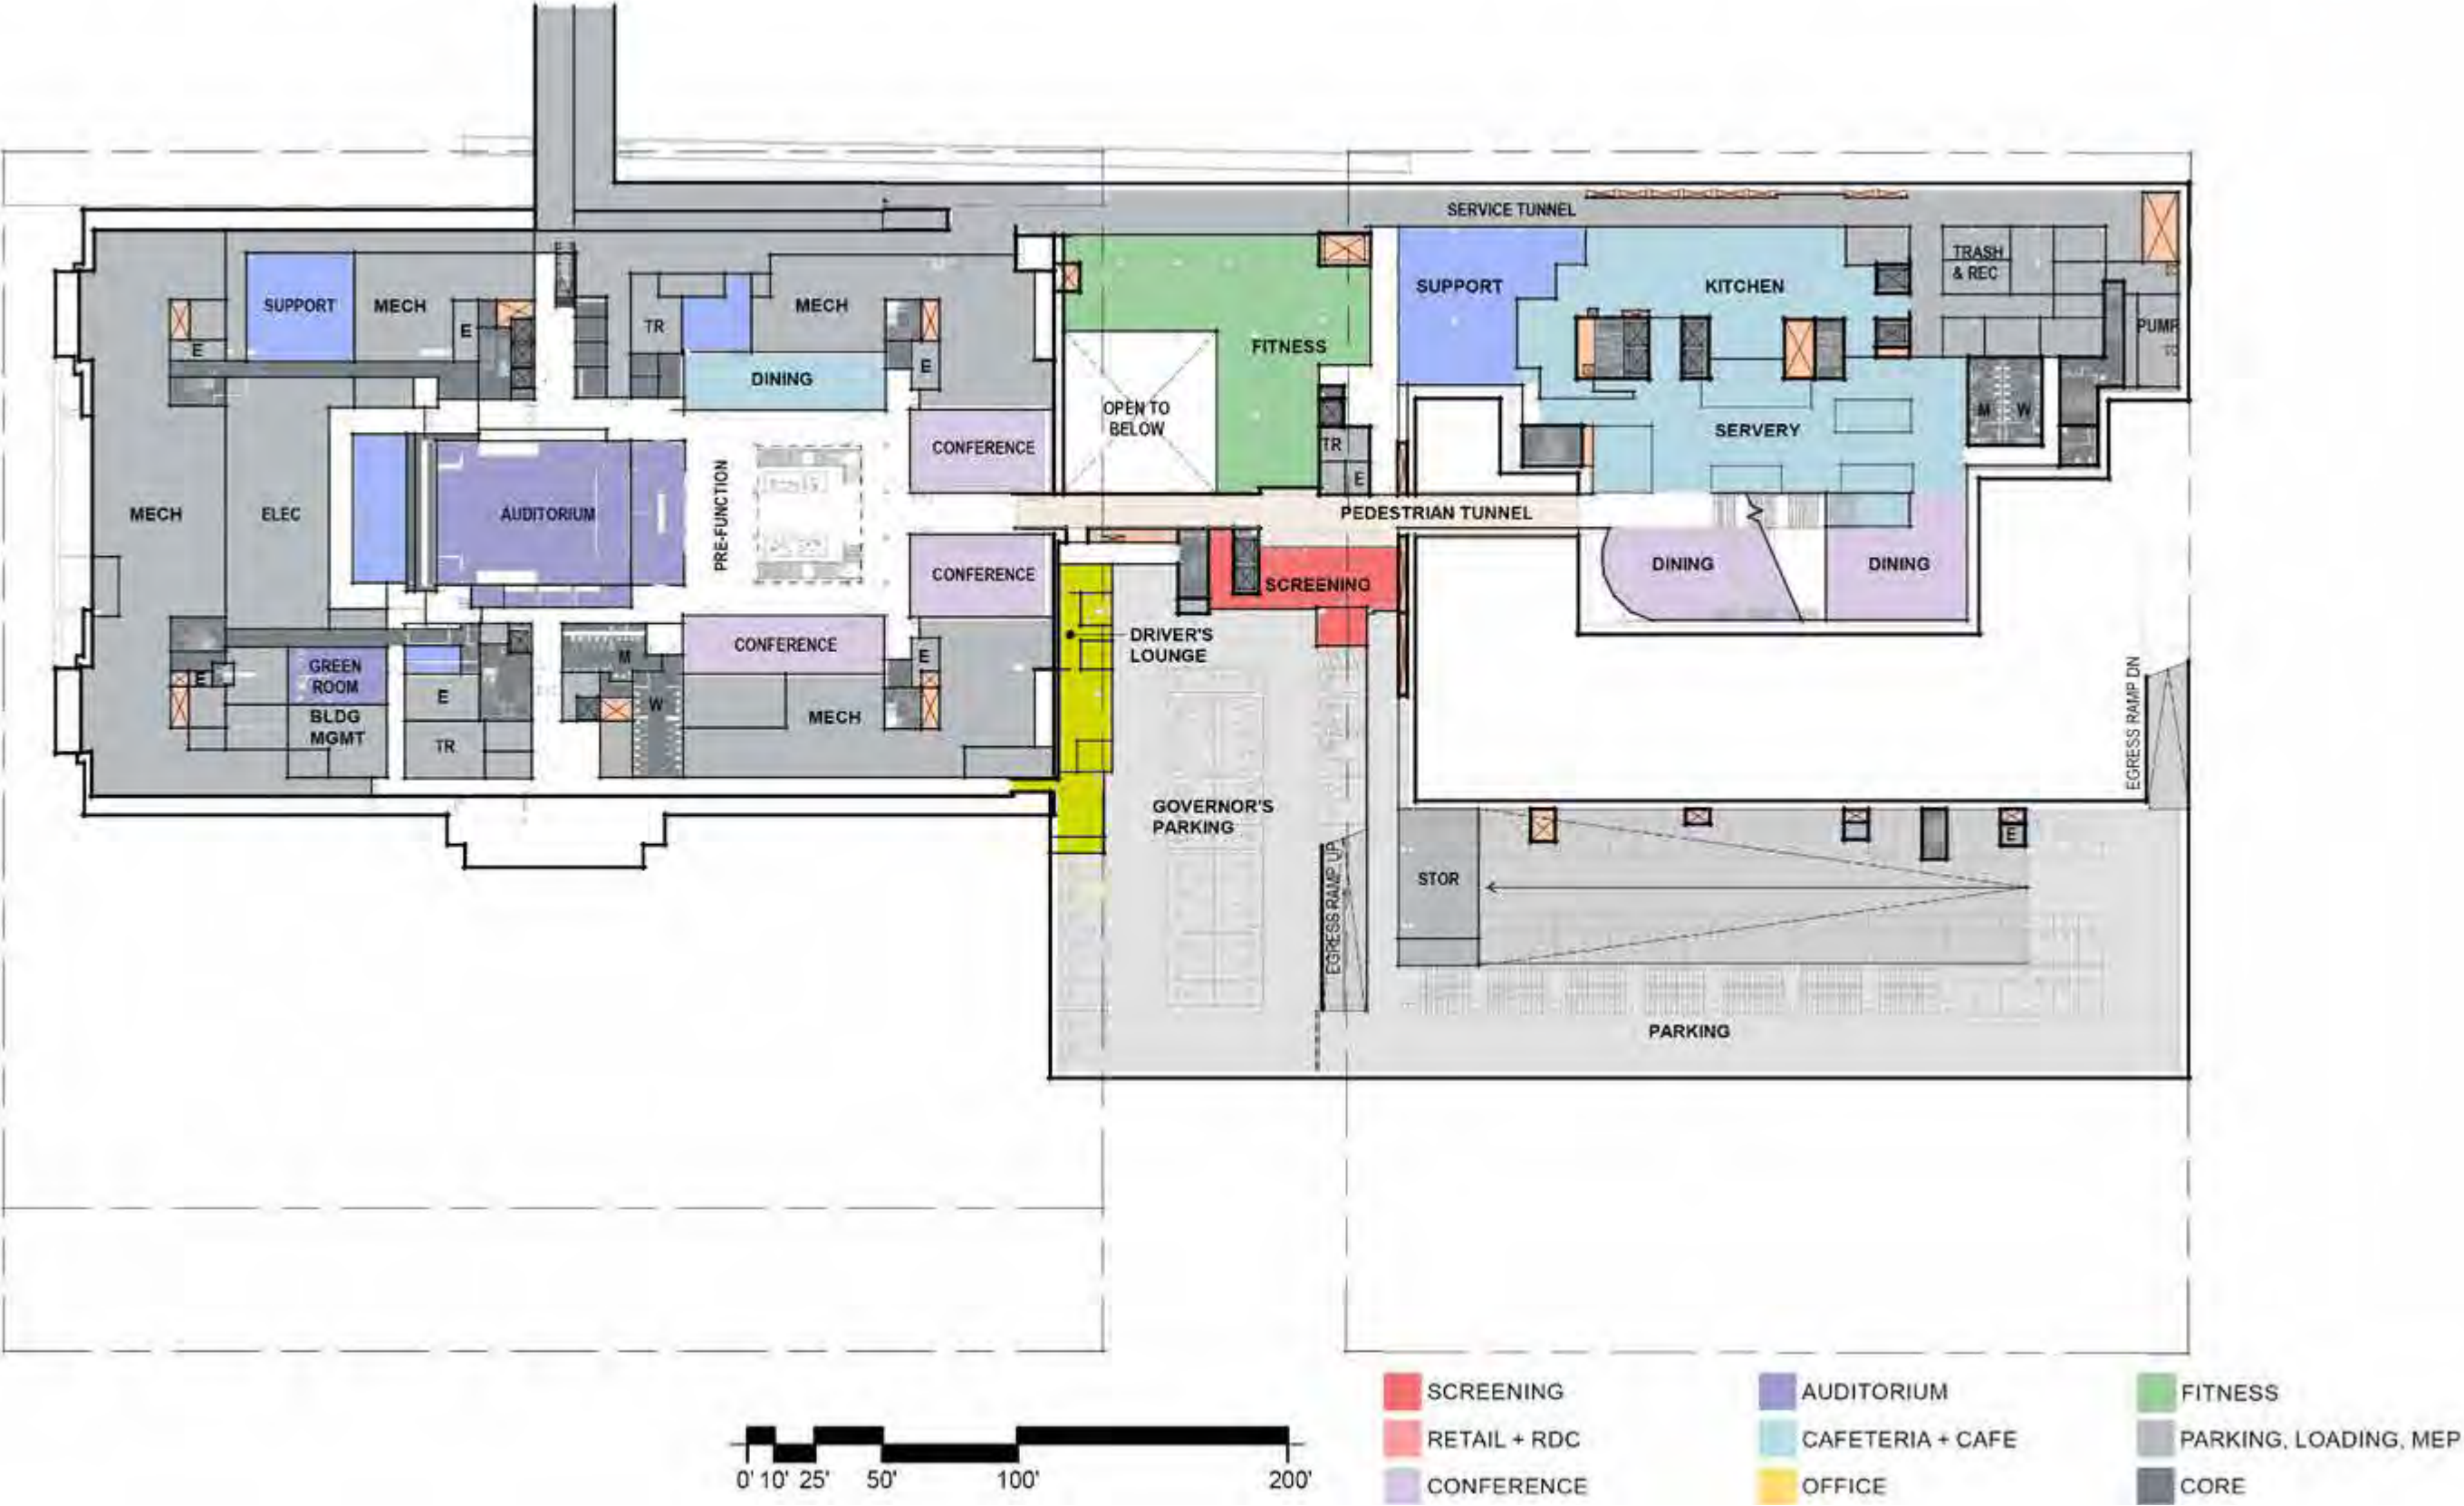 SERVICE TUNNEL
TRASH
& REC
SUPPORT
KITCHEN
SUPPORT
MECH
MECH
E
TR
PUMP
E
FITNESS
E
DINING
OPEN TO
BELOW
M
W
SERVERY
TR
CONFERENCE
E
MECH
ELEC
AUDITORIUM
PRE-FUNCTION
PEDESTRIAN TUNNEL
CONFERENCE
SCREENING
DINING
DINING
DRIVER'S
LOUNGE
CONFERENCE
M
E
GREEN
ROOM
E
E
W
BLDG
MGMT
MECH
TR
EGRESS RAMP DN
GOVERNOR'S
PARKING
E
EGRESS RAMP UP
STOR
PARKING
0' 10' 25' 50' 100' 200'
SCREENING
RETAIL + RDC
CONFERENCE
AUDITORIUM
CAFETERIA + CAFE
OFFICE
FITNESS
PARKING, LOADING, MEP
CORE